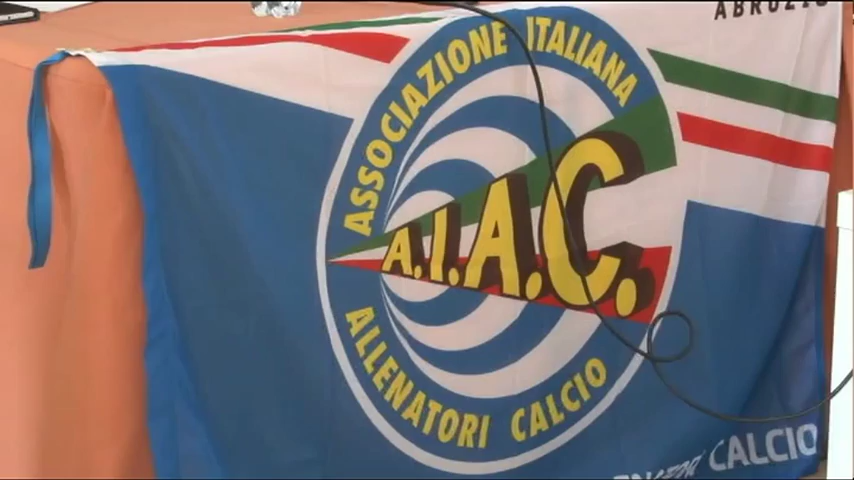 ABRUZZO
ASSOCIAZIONE ITALIANA
A.I.A.C.
ALLENATORI CALCIO
CALCIO